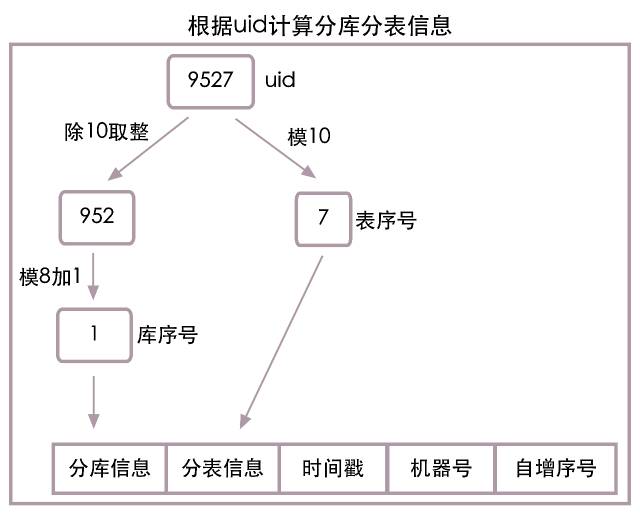 根据uid计算分库分表信息
9527 uid
除10取整
模10
952
7 表序号
模8加1
1 库序号
分库信息 分表信息 时间戳 机器号 自增序号